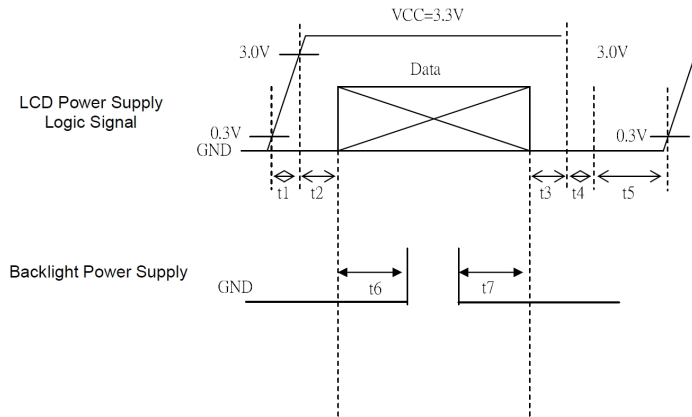 VCC=3.3V
3.0V
3.0V
Data
LCD Power Supply
Logic Signal
0.3V
0.3V
GND
t1
t2
t3
t4
t5
Backlight Power Supply
GND
t6
t7